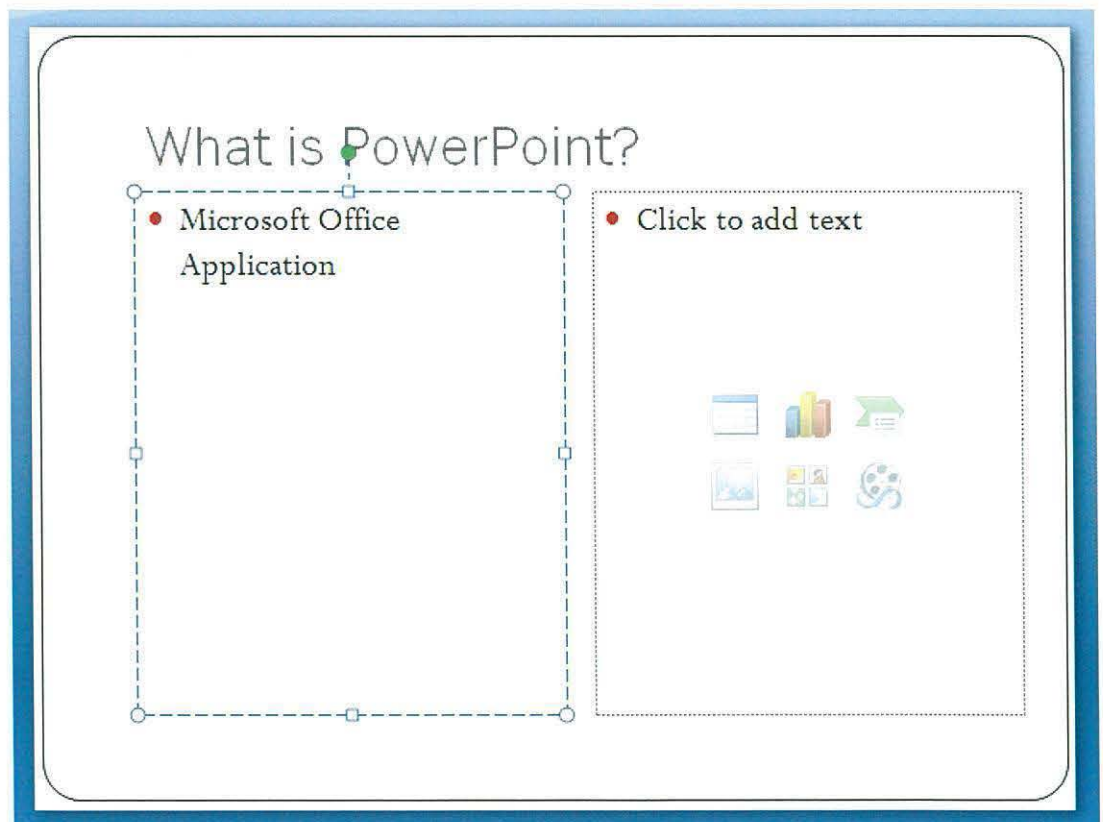 What is PowerPoint?
• Microsoft Office
Application
• Click to add text